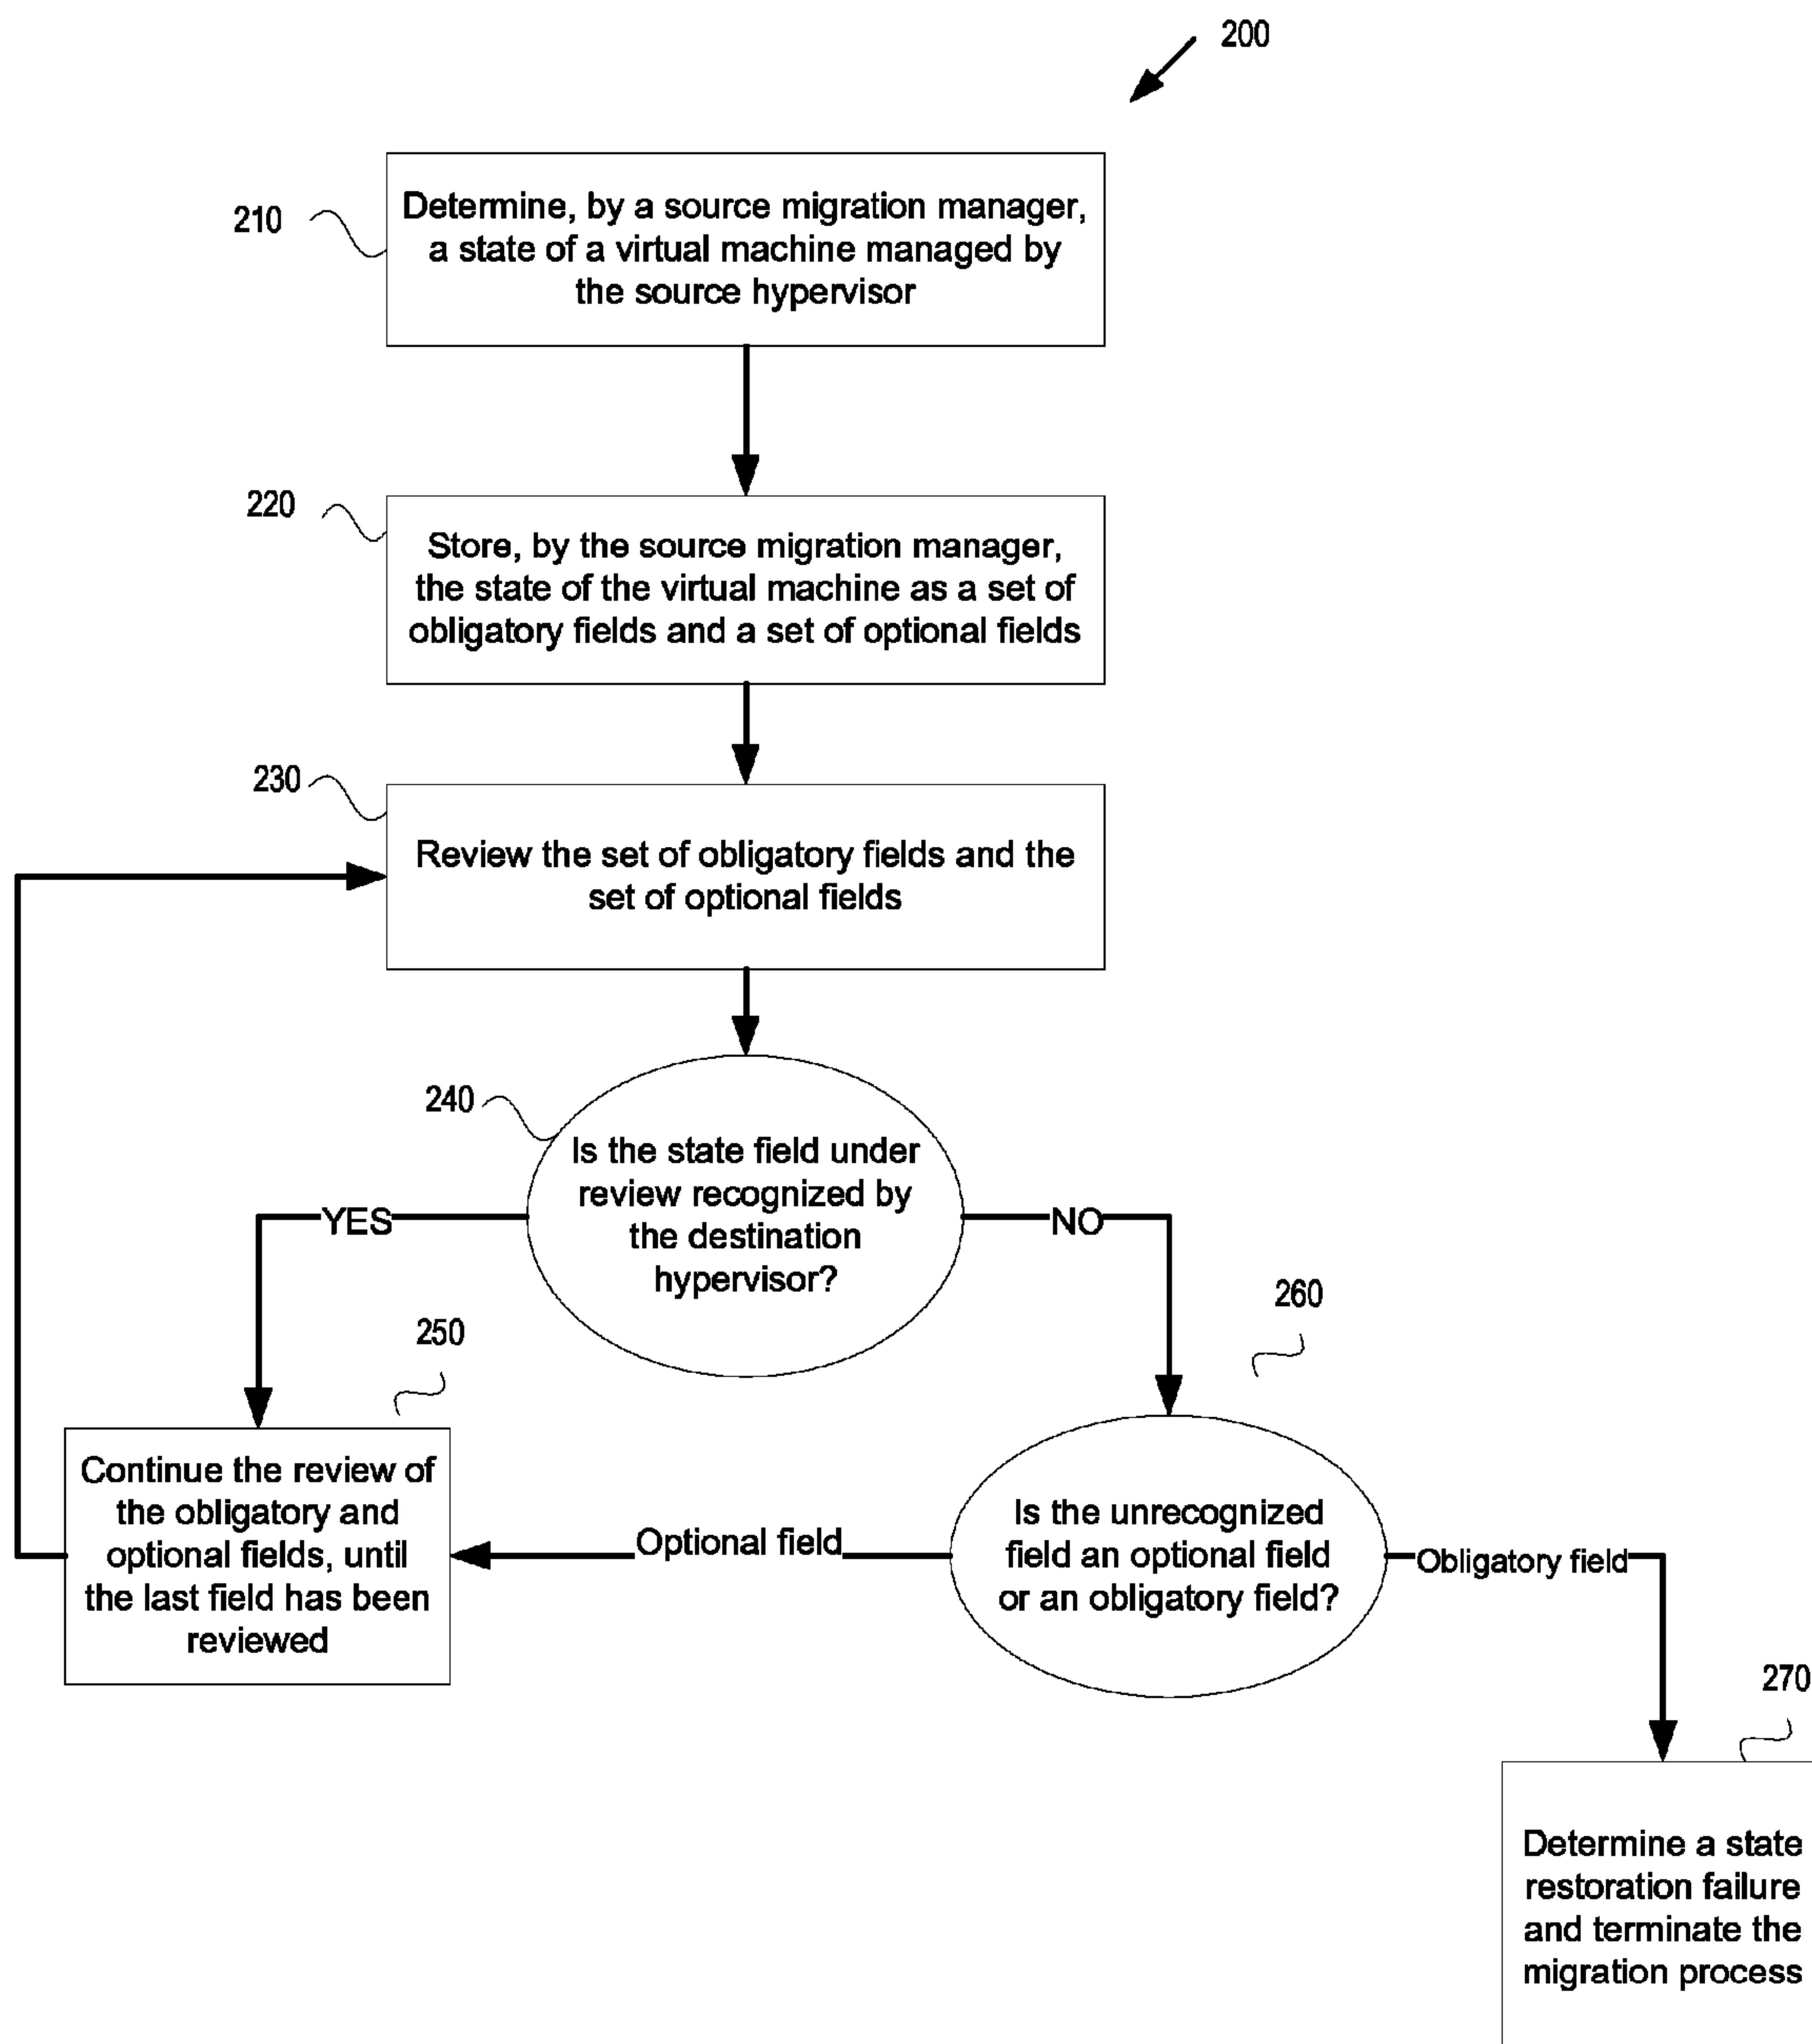 200
210
Determine, by a source migration manager,
a state of a virtual machine managed by
the source hypervisor
220
Store, by the source migration manager,
the state of the virtual machine as a set of
obligatory fields and a set of optional fields
230
Review the set of obligatory fields and the
set of optional fields
240
Is the state field under
review recognized by
the destination
hypervisor?
YES
NO
250
260
Continue the review of
the obligatory and
optional fields, until
the last field has been
reviewed
Optional field
Is the unrecognized
field an optional field
or an obligatory field?
Obligatory field
270
Determine a state
restoration failure
and terminate the
migration process